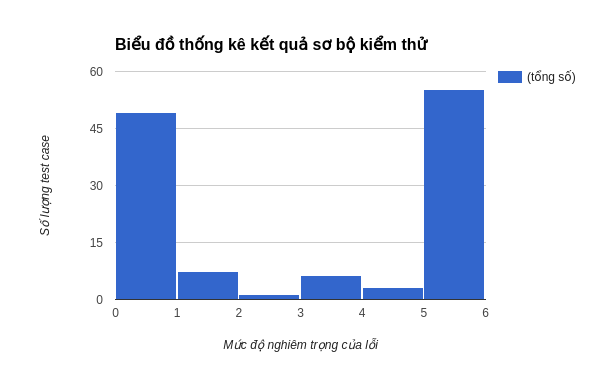 Biểu đồ thống kê kết quả sơ bộ kiểm thử
(tổng số)
60
45
30
15
0
Số lượng test case
0 1 2 3 4 5 6
Mức độ nghiêm trọng của lỗi